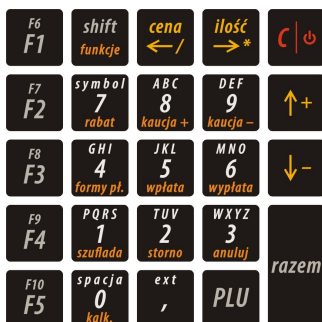 F6
F1
shift
funkcje
cena
← /
ilość
→ *
C | ⏻
F7
F2
symbol
7
rabat
ABC
8
kaucja +
DEF
9
kaucja –
↑ +
F8
F3
GHI
4
formy pł.
JKL
5
wpłata
MNO
6
wypłata
↓ –
F9
F4
PQRS
1
szuflada
TUV
2
storno
WXYZ
3
anuluj
razem
F10
F5
spacja
0
kalk.
ext
,
PLU